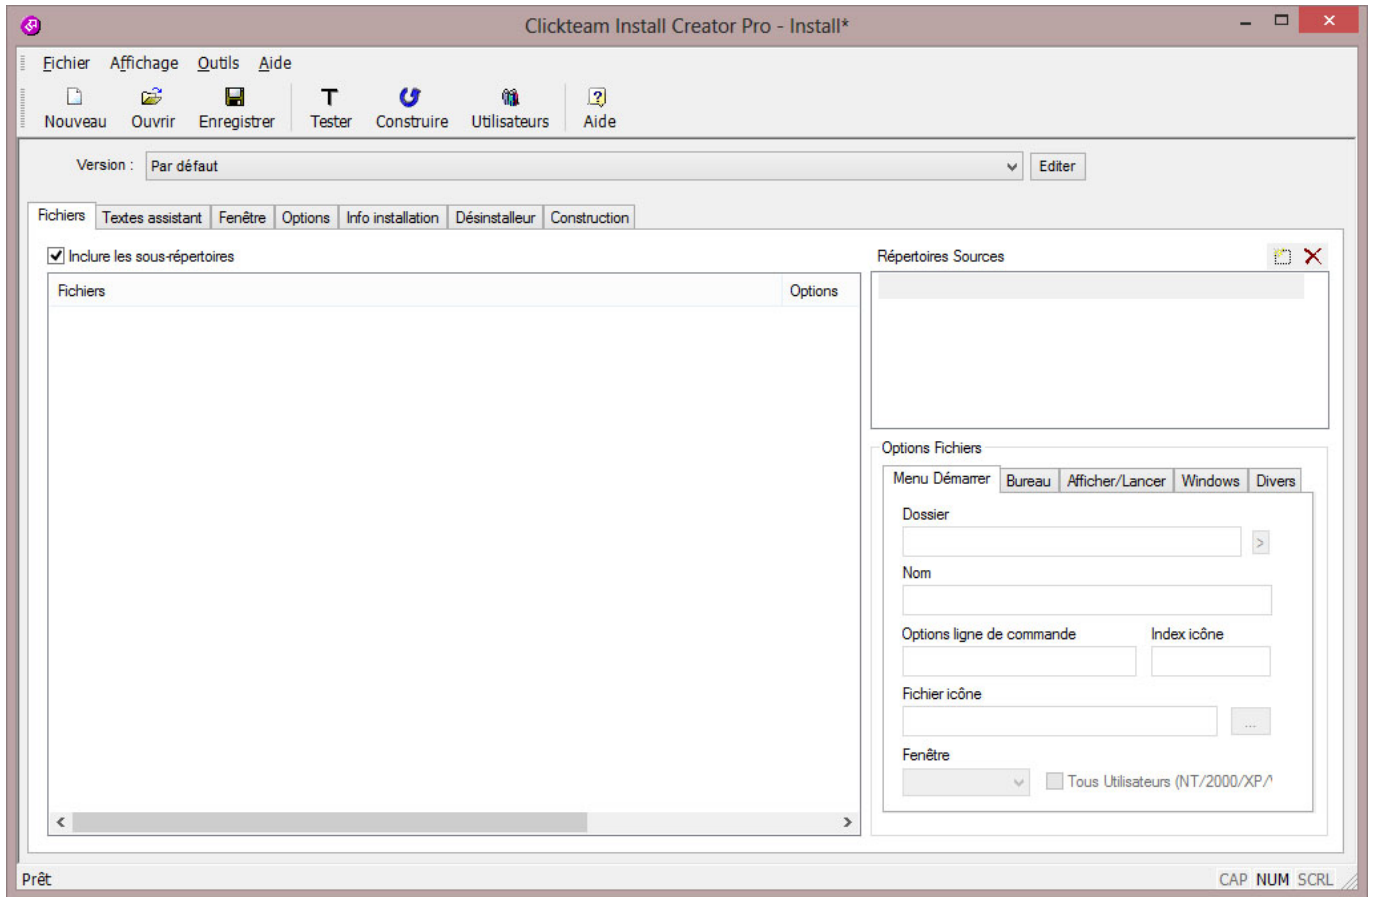 Clickteam Install Creator Pro - Install*
Fichier Affichage Outils Aide
Nouveau Ouvrir Enregistrer Tester Construire Utilisateurs Aide
Version : Par défaut Editer
Fichiers Textes assistant Fenêtre Options Info installation Désinstalleur Construction
Inclure les sous-répertoires Répertoires Sources
Fichiers Options
Options Fichiers
Menu Démarrer Bureau Afficher/Lancer Windows Divers
Dossier
>
Nom
Options ligne de commande Index icône
Fichier icône
...
Fenêtre
Tous Utilisateurs (NT/2000/XP/
Prêt CAP NUM SCRL